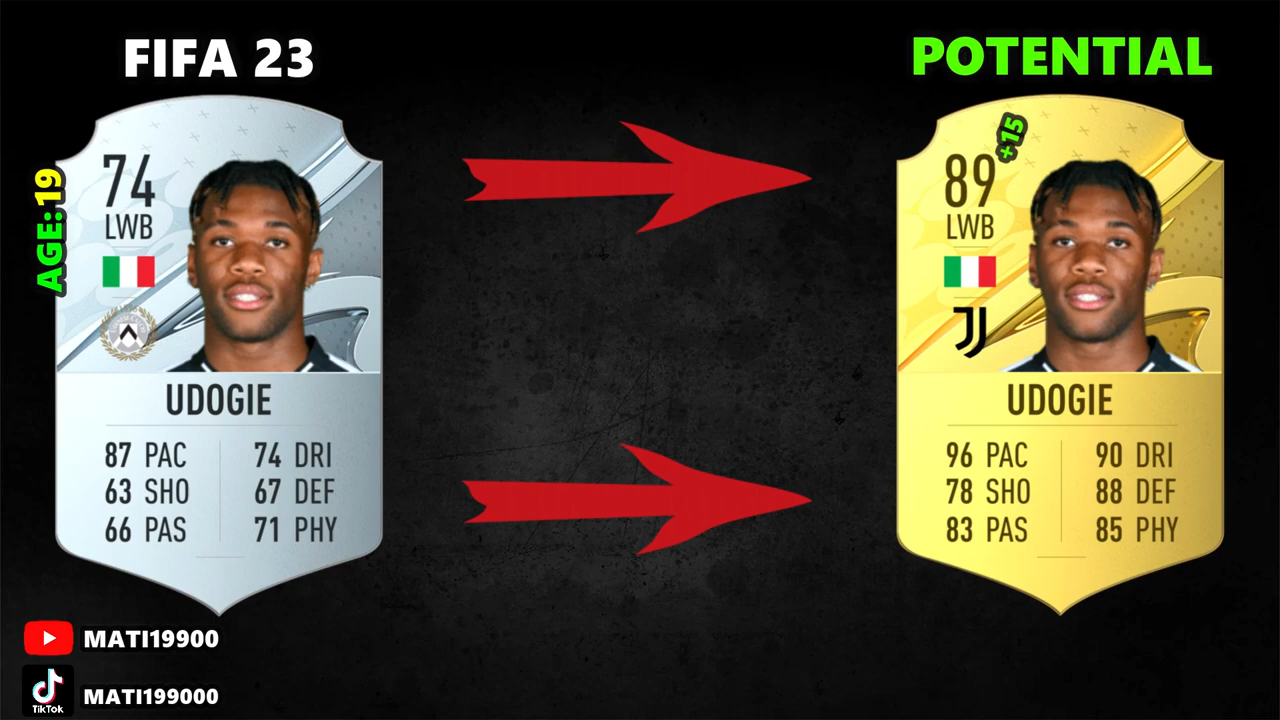 FIFA 23
POTENTIAL
AGE: 19
74
LWB
UDOGIE
87 PAC 74 DRI
63 SHO 67 DEF
66 PAS 71 PHY
89 +15
LWB
UDOGIE
96 PAC 90 DRI
78 SHO 88 DEF
83 PAS 85 PHY
MATI19900
TikTok MATI199000